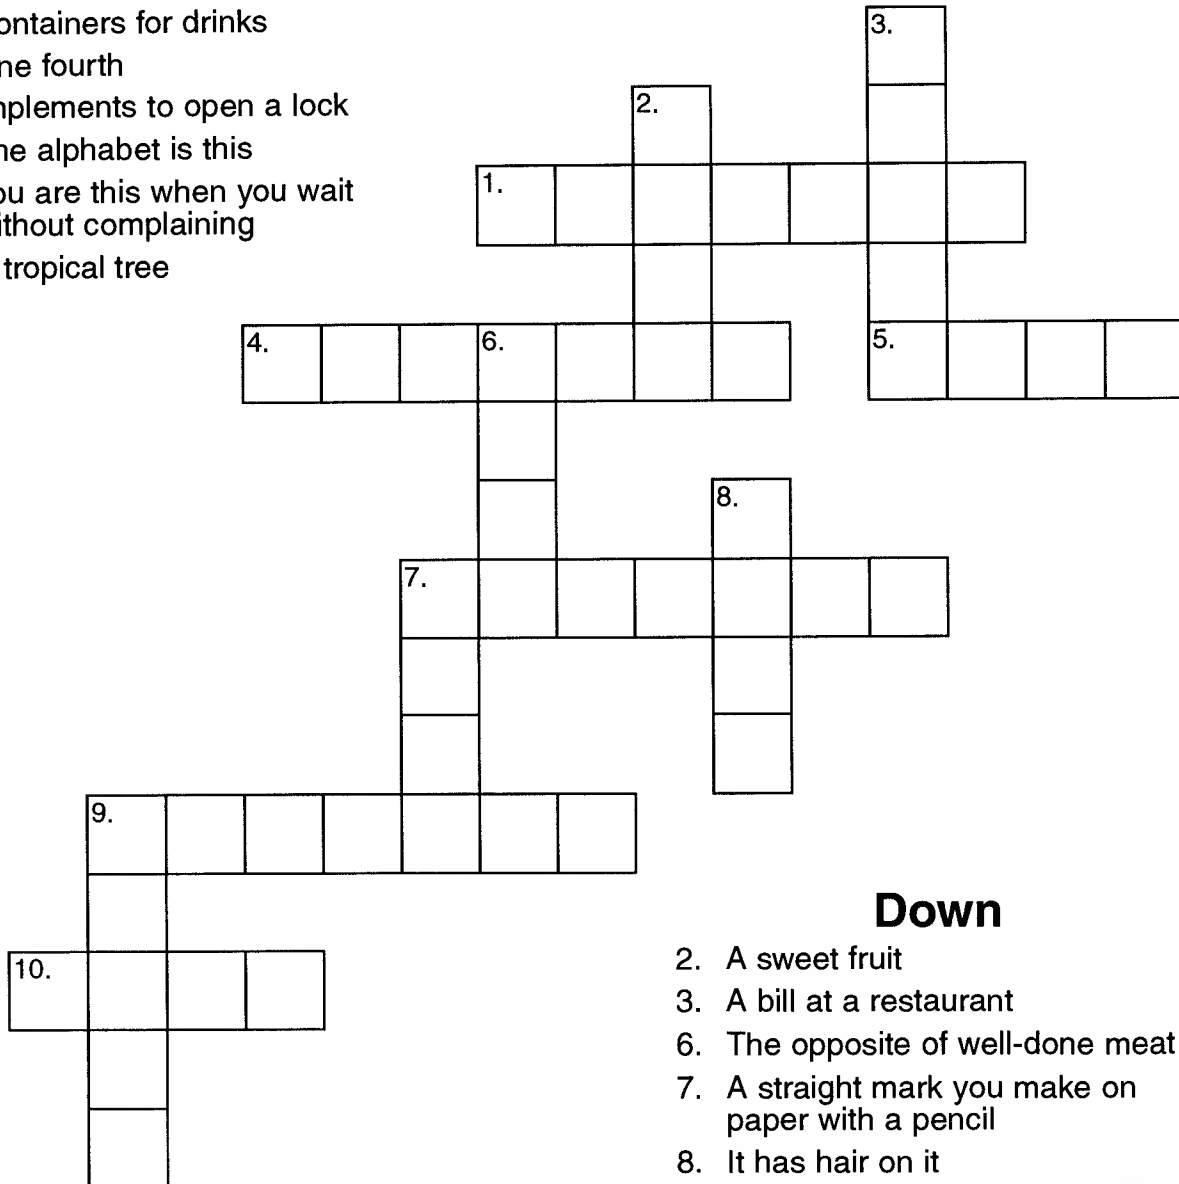 ontainers for drinks
ne fourth
nplements to open a lock
ne alphabet is this
ou are this when you wait
ithout complaining
tropical tree
3.
2.
1.
4.
6.
5.
8.
7.
9.
10.
Down
2. A sweet fruit
3. A bill at a restaurant
6. The opposite of well-done meat
7. A straight mark you make on
paper with a pencil
8. It has hair on it